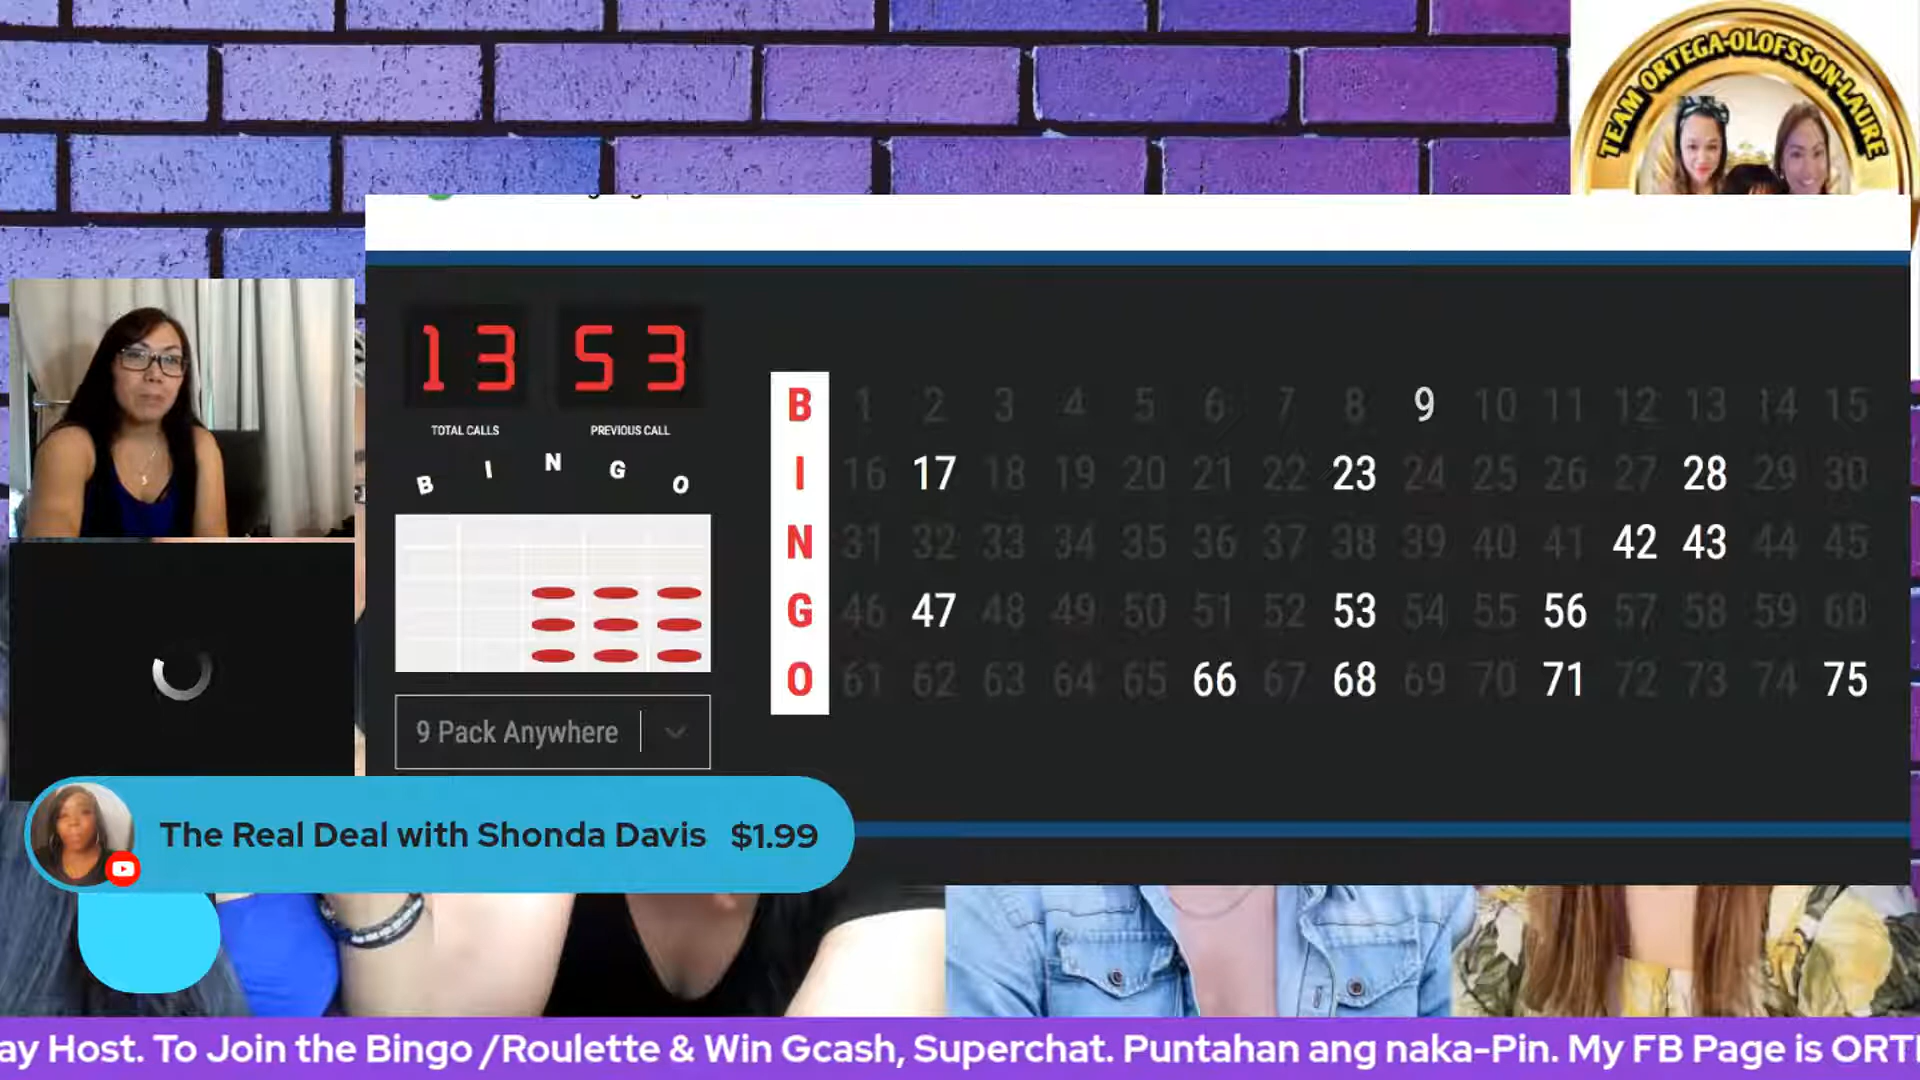 TEAM ORTEGA-OLOFSSON-LAURE
13 53
TOTAL CALLS PREVIOUS CALL
B I N G O
9 Pack Anywhere
B 1 2 3 4 5 6 7 8 9 10 11 12 13 14 15
I 16 17 18 19 20 21 22 23 24 25 26 27 28 29 30
N 31 32 33 34 35 36 37 38 39 40 41 42 43 44 45
G 46 47 48 49 50 51 52 53 54 55 56 57 58 59 60
O 61 62 63 64 65 66 67 68 69 70 71 72 73 74 75
The Real Deal with Shonda Davis $1.99
ay Host. To Join the Bingo /Roulette & Win Gcash, Superchat. Puntahan ang naka-Pin. My FB Page is